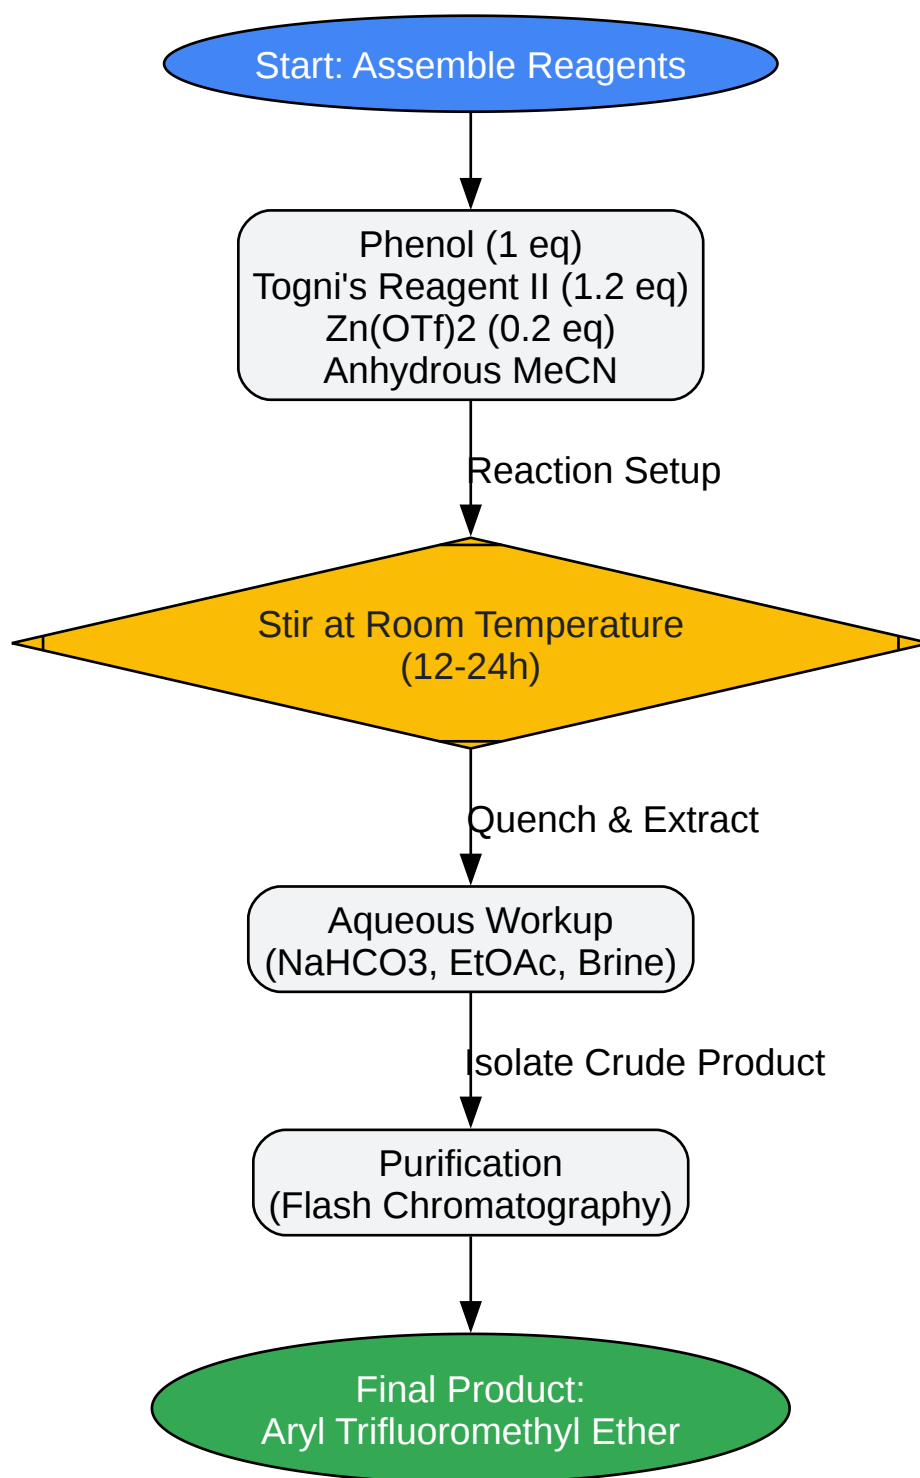 Start: Assemble Reagents
Phenol (1 eq)
Togni's Reagent II (1.2 eq)
Zn(OTf)2 (0.2 eq)
Anhydrous MeCN
Reaction Setup
Stir at Room Temperature
(12-24h)
Quench & Extract
Aqueous Workup
(NaHCO3, EtOAc, Brine)
Isolate Crude Product
Purification
(Flash Chromatography)
Final Product:
Aryl Trifluoromethyl Ether